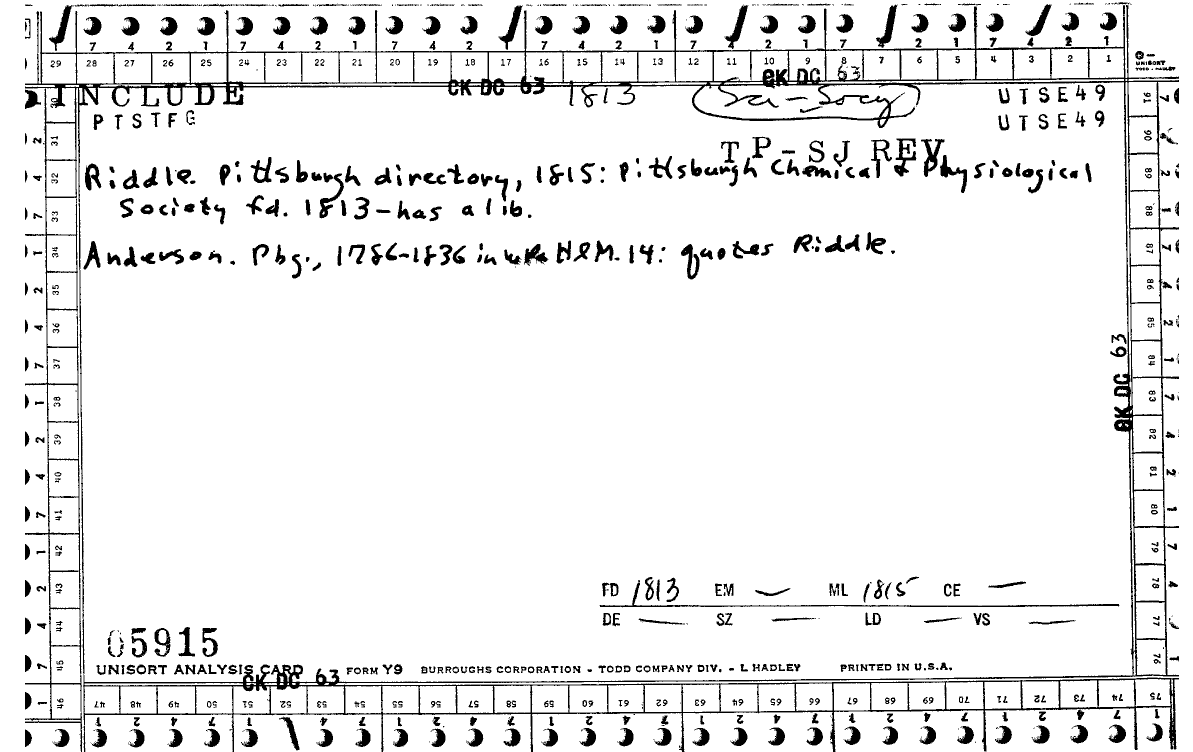 7 4 2 1 7 4 2 1 7 4 2 1 7 4 2 1 7 4 2 1 7 4 2 1 7 4 2 1
29 28 27 26 25 24 23 22 21 20 19 18 17 16 15 14 13 12 11 10 9 8 7 6 5 4 3 2 1
UNISORT
CK DC 63 CK DC 63
INCLUDE 1813 (Sci-Socy) UTSE49
PTSTFG UTSE49
TP-SJ REV
Riddle. Pittsburgh directory, 1815: Pittsburgh Chemical & Physiological
Society fd. 1813-has a lib.
Anderson. Pbg., 1786-1836 in H&M. 14: quotes Riddle.
31 32 33 34 35 36 37 38 39 40 41 42 43 44 45 46
91 90 89 88 87 86 85 84 83 82 81 80 79 78 77 76
CK DC 63
FD 1813 EM — ML 1815 CE —
DE — SZ — LD — VS —
05915
UNISORT ANALYSIS CARD FORM Y9 BURROUGHS CORPORATION - TODD COMPANY DIV. - L HADLEY PRINTED IN U.S.A.
CK DC 63
47 48 49 50 51 52 53 54 55 56 57 58 59 60 61 62 63 64 65 66 67 68 69 70 71 72 73 74 75